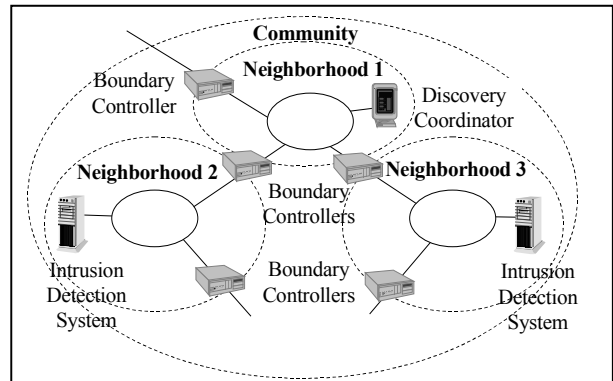 Community
Neighborhood 1
Boundary
Controller
Discovery
Coordinator
Neighborhood 2
Neighborhood 3
Boundary
Controllers
Intrusion
Detection
System
Boundary
Controllers
Intrusion
Detection
System